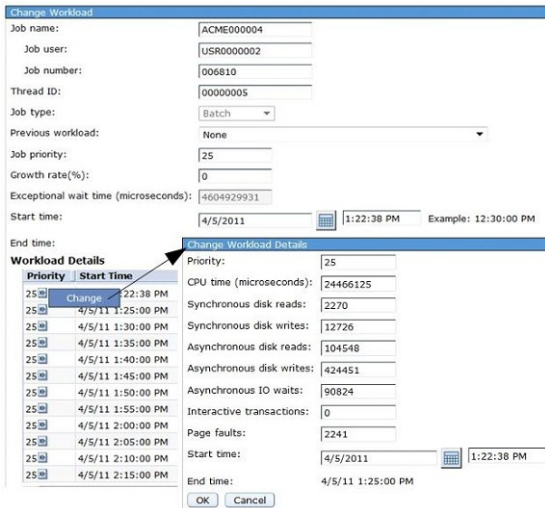 Change Workload
Job name: ACME000004
Job user: USR0000002
Job number: 006810
Thread ID: 00000005
Job type: Batch
Previous workload: None
Job priority: 25
Growth rate(%): 0
Exceptional wait time (microseconds): 4604929931
Start time: 4/5/2011 1:22:38 PM Example: 12:30:00 PM
End time:
Workload Details
Priority Start Time
25 :22:38 PM
Change
25 4/5/11 1:25:00 PM
25 4/5/11 1:30:00 PM
25 4/5/11 1:35:00 PM
25 4/5/11 1:40:00 PM
25 4/5/11 1:45:00 PM
25 4/5/11 1:50:00 PM
25 4/5/11 1:55:00 PM
25 4/5/11 2:00:00 PM
25 4/5/11 2:05:00 PM
25 4/5/11 2:10:00 PM
25 4/5/11 2:15:00 PM
Change Workload Details
Priority: 25
CPU time (microseconds): 24466125
Synchronous disk reads: 2270
Synchronous disk writes: 12726
Asynchronous disk reads: 104548
Asynchronous disk writes: 424451
Asynchronous IO waits: 90824
Interactive transactions: 0
Page faults: 2241
Start time: 4/5/2011 1:22:38 PM
End time: 4/5/11 1:25:00 PM
OK Cancel